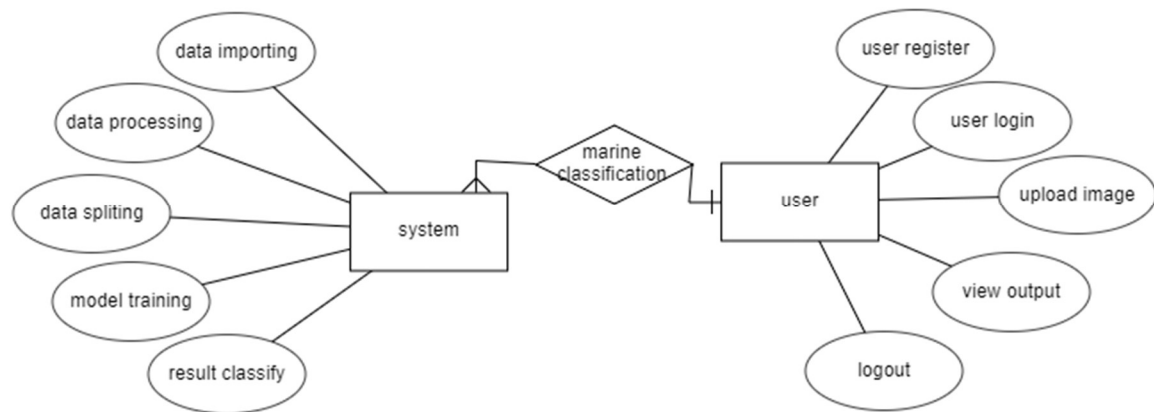 data importing
data processing
data spliting
model training
result classify
system
marine
classification
user
user register
user login
upload image
view output
logout